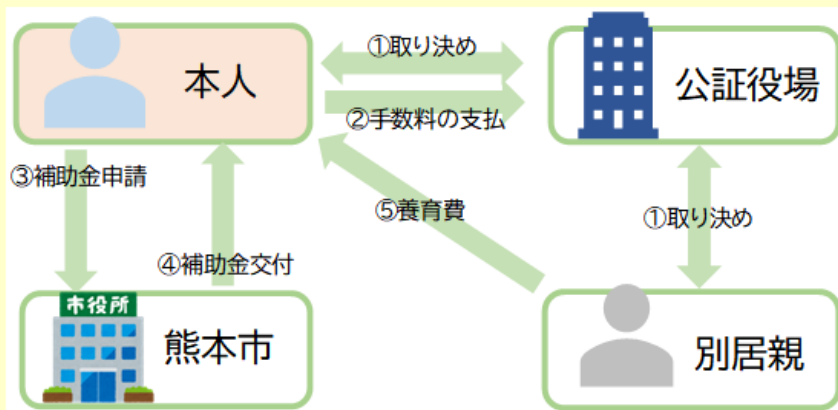 本人
①取り決め
公証役場
②手数料の支払
③補助金申請
⑤養育費
①取り決め
④補助金交付
市役所
熊本市
別居親